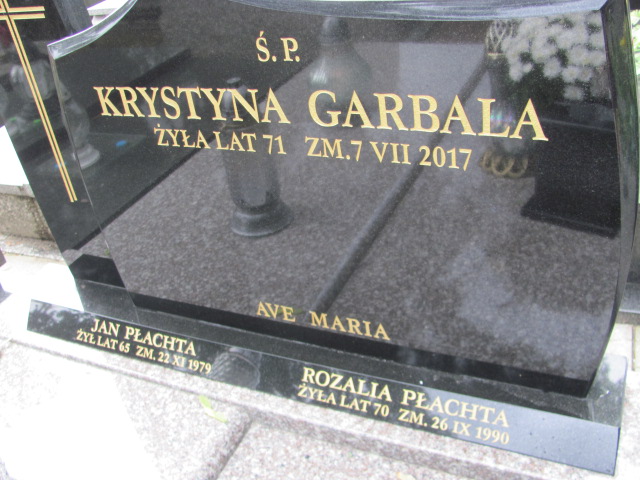 Ś. P.
KRYSTYNA GARBALA
ŻYŁA LAT 71 ZM.7 VII 2017
AVE MARIA
JAN PŁACHTA
ŻYŁ LAT 65 ZM. 22 XI 1979
ROZALIA PŁACHTA
ŻYŁA LAT 70 ZM. 26 IX 1990